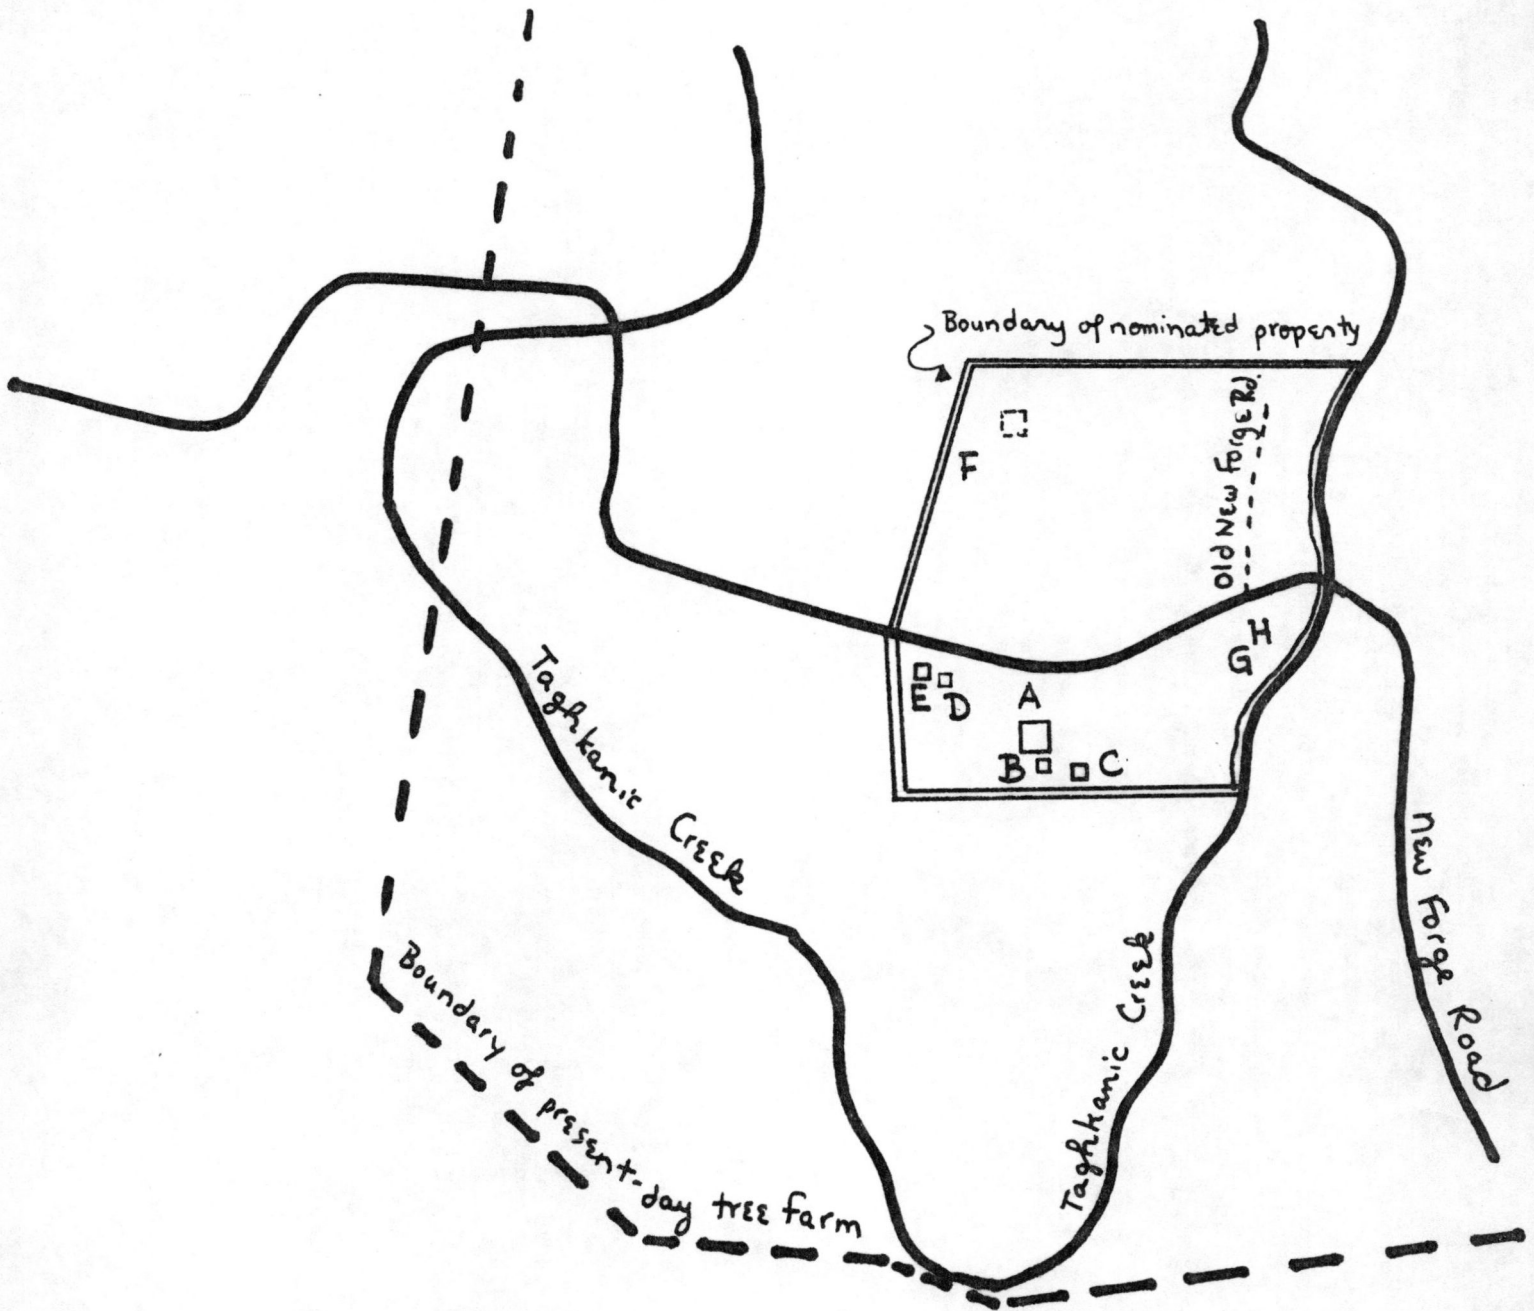 Boundary of nominated property
Old New Forge Rd.
F
H
G
E
D
A
B
C
Taghkanic Creek
New Forge Road
Taghkanic Creek
Boundary of present-day tree farm